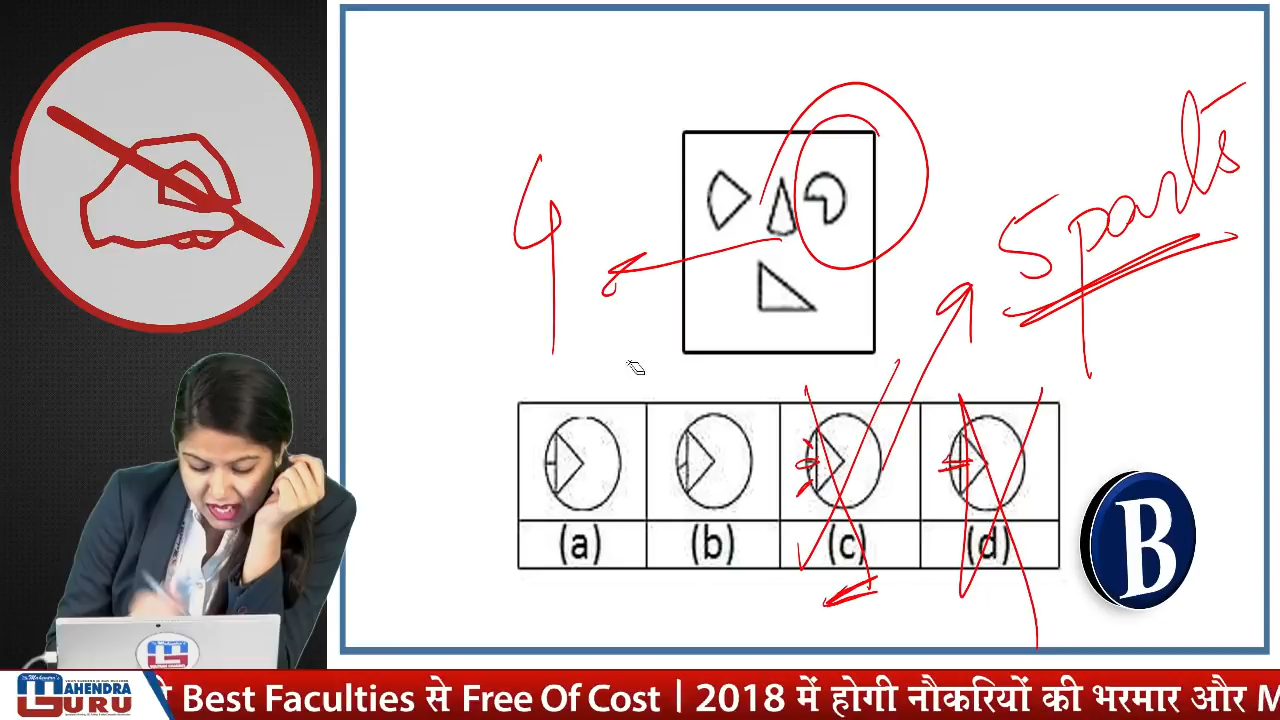 4
5 parts
(a) (b) (c) (d)
B
MAHENDRA
GURU
Best Faculties से Free Of Cost | 2018 में होगी नौकरियों की भरमार और M